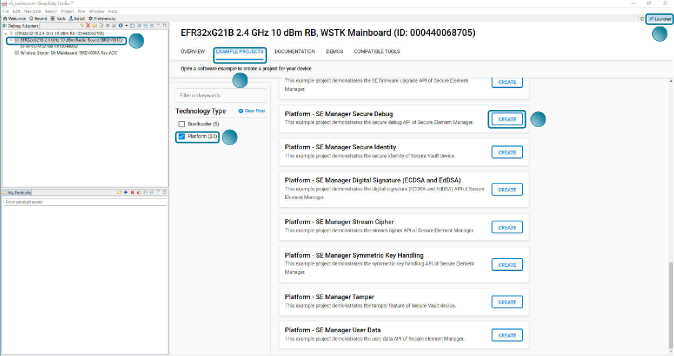 v5_workspace - Simplicity Studio™
File Edit Navigate Search Project Run Window Help
Welcome Recent Tools Install Preferences
Launcher
Debug Adapters
EFR32xG21B 2.4 GHz 10 dBm RB (ID: 000440068705)
Wireless Starter Kit Mainboard
My Products
Enter product name
EFR32xG21B 2.4 GHz 10 dBm RB, WSTK Mainboard (ID: 000440068705)
OVERVIEW EXAMPLE PROJECTS DOCUMENTATION DEMOS COMPATIBLE TOOLS
Open a software example to create a project for your device
Filter on keywords
Technology Type Clear Filter
Bootloader (9)
Platform (21)
This example project demonstrates the SE firmware upgrade API of Secure Element
Manager.
CREATE
Platform - SE Manager Secure Debug
This example project demonstrates the secure debug API of Secure Element Manager.
CREATE
Platform - SE Manager Secure Identity
This example project demonstrates the secure identity of Secure Vault device.
CREATE
Platform - SE Manager Digital Signature (ECDSA and EdDSA)
This example project demonstrates the digital signature (ECDSA and EdDSA) API of Secure
Element Manager.
CREATE
Platform - SE Manager Stream Cipher
This example project demonstrates the stream cipher API of Secure Element Manager.
CREATE
Platform - SE Manager Symmetric Key Handling
This example project demonstrates the symmetric key handling API of Secure Element
Manager.
CREATE
Platform - SE Manager Tamper
This example project demonstrates the tamper feature of Secure Vault device.
CREATE
Platform - SE Manager User Data
This example project demonstrates the user data API of Secure Element Manager.
CREATE